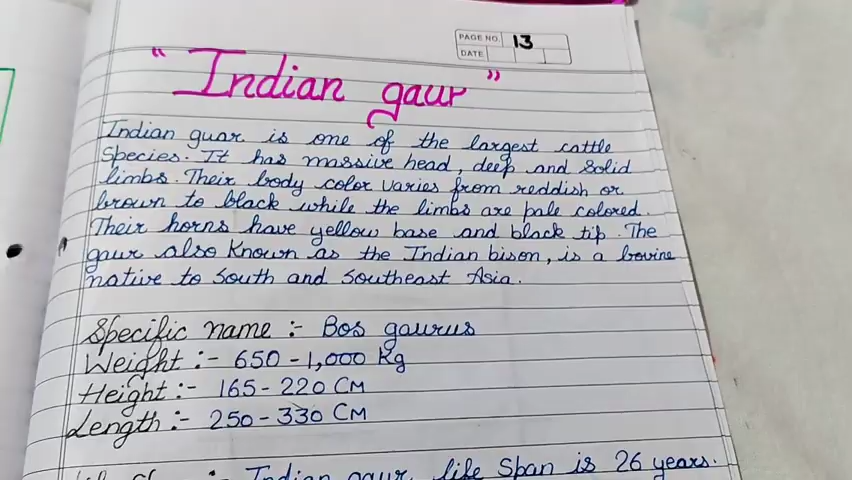 PAGE NO. 13
DATE
" Indian gaur "
Indian guar is one of the largest cattle
species. It has massive head, deep and solid
limbs. Their body color varies from reddish or
brown to black while the limbs are pale colored.
Their horns have yellow base and black tip. The
gaur also known as the Indian bison, is a bovine
native to south and southeast Asia.
Specific name :- Bos gaurus
Weight :- 650 - 1,000 Kg
Height :- 165 - 220 CM
Length :- 250 - 330 CM
:- Indian gaur life span is 26 years.